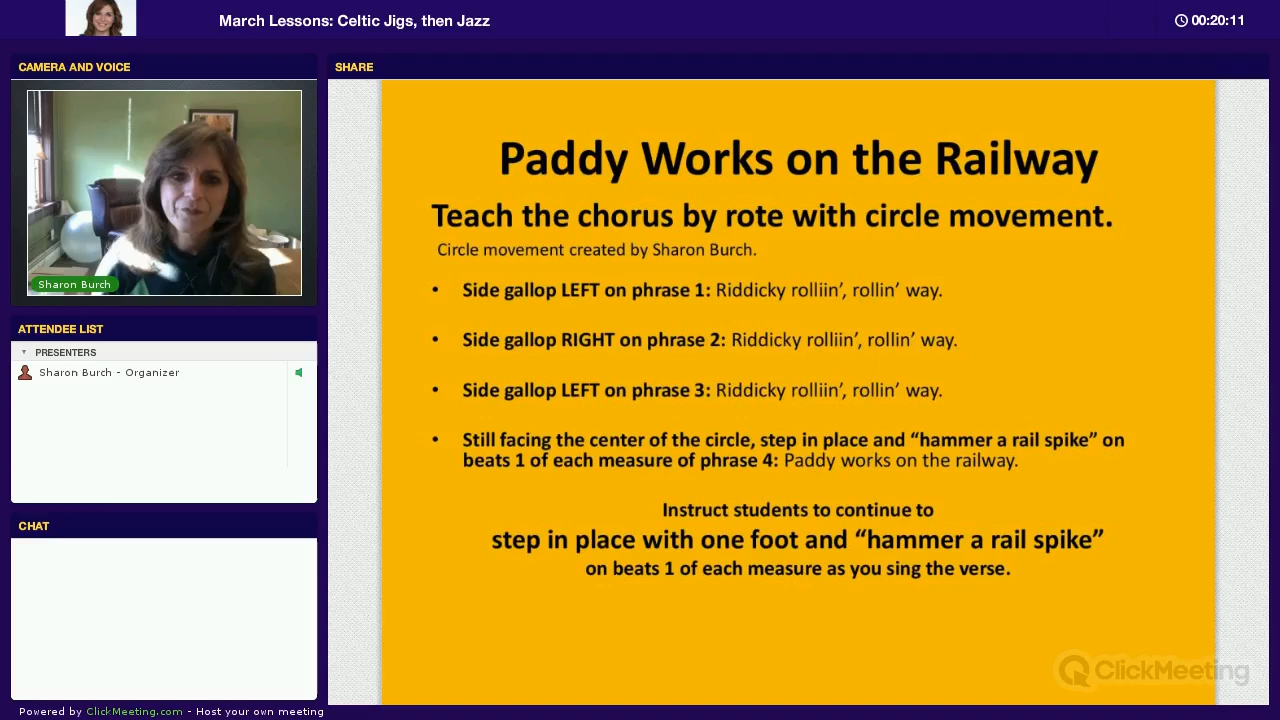 March Lessons: Celtic Jigs, then Jazz
00:20:11
CAMERA AND VOICE
Sharon Burch
ATTENDEE LIST
PRESENTERS
Sharon Burch - Organizer
CHAT
Powered by ClickMeeting.com - Host your own meeting
SHARE
Paddy Works on the Railway
Teach the chorus by rote with circle movement.
Circle movement created by Sharon Burch.
• Side gallop LEFT on phrase 1: Riddicky rolliin’, rollin’ way.
• Side gallop RIGHT on phrase 2: Riddicky rolliin’, rollin’ way.
• Side gallop LEFT on phrase 3: Riddicky rolliin’, rollin’ way.
• Still facing the center of the circle, step in place and “hammer a rail spike” on
beats 1 of each measure of phrase 4: Paddy works on the railway.
Instruct students to continue to
step in place with one foot and “hammer a rail spike”
on beats 1 of each measure as you sing the verse.
ClickMeeting